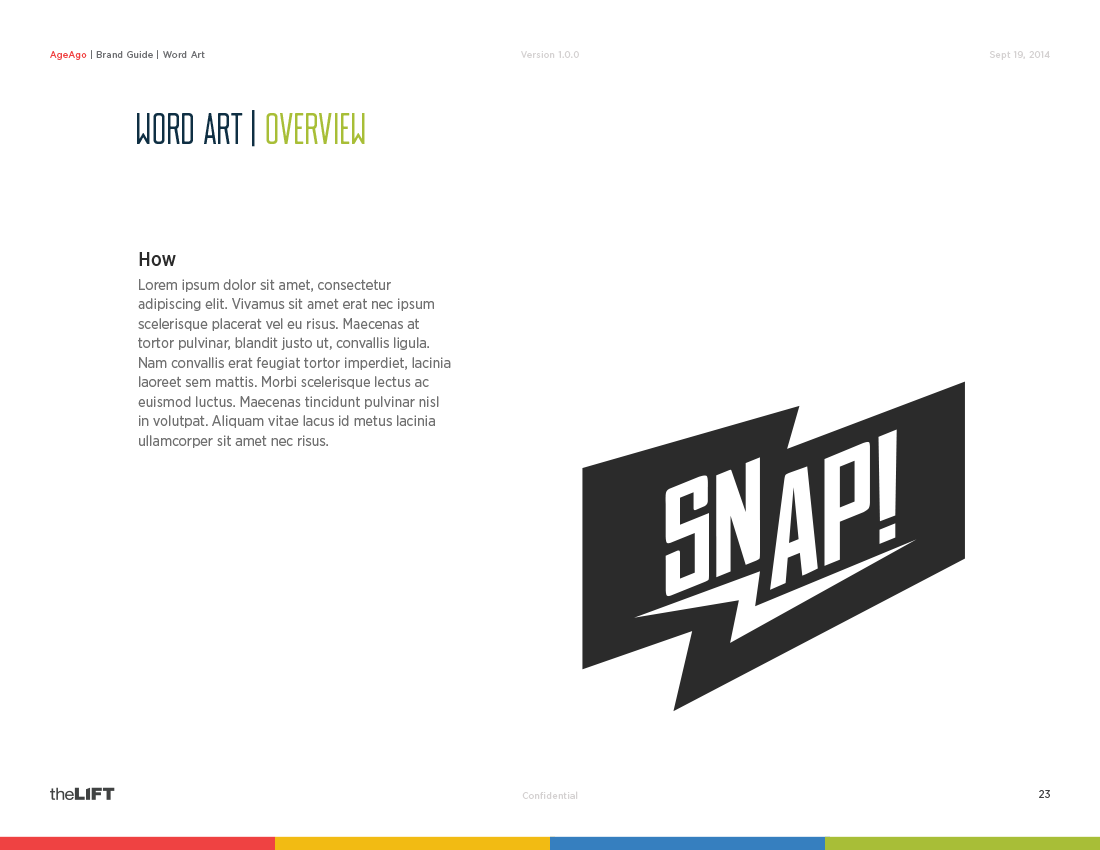 AgeAgo | Brand Guide | Word Art
Version 1.0.0
Sept 19, 2014
WORD ART | OVERVIEW
How
Lorem ipsum dolor sit amet, consectetur
adipiscing elit. Vivamus sit amet erat nec ipsum
scelerisque placerat vel eu risus. Maecenas at
tortor pulvinar, blandit justo ut, convallis ligula.
Nam convallis erat feugiat tortor imperdiet, lacinia
laoreet sem mattis. Morbi scelerisque lectus ac
euismod luctus. Maecenas tincidunt pulvinar nisl
in volutpat. Aliquam vitae lacus id metus lacinia
ullamcorper sit amet nec risus.
SNAP!
theLIFT
Confidential
23